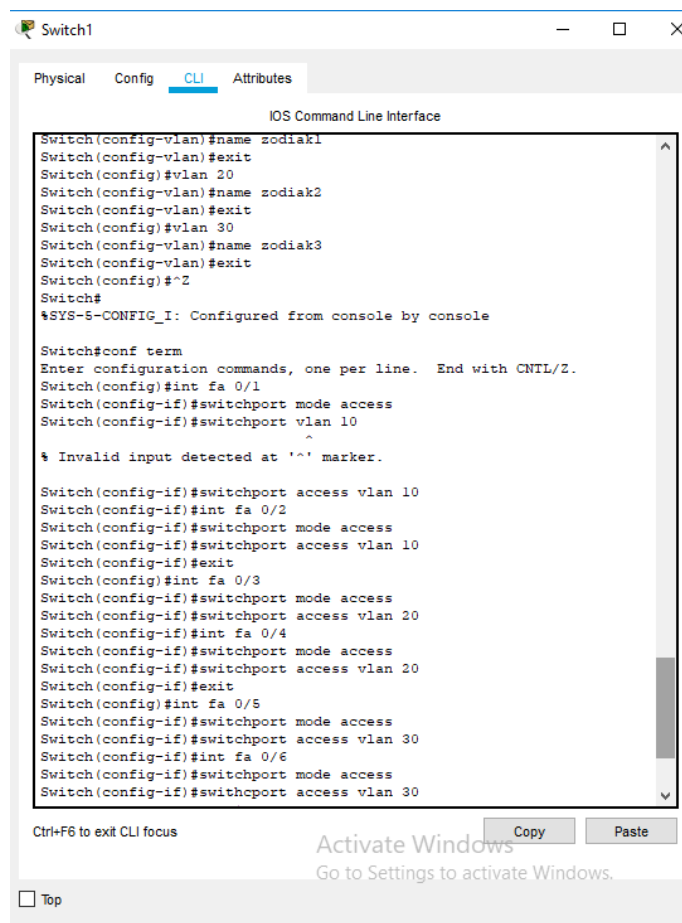 Switch1
Physical Config CLI Attributes
IOS Command Line Interface
Switch(config-vlan)#name zodiak1
Switch(config-vlan)#exit
Switch(config)#vlan 20
Switch(config-vlan)#name zodiak2
Switch(config-vlan)#exit
Switch(config)#vlan 30
Switch(config-vlan)#name zodiak3
Switch(config-vlan)#exit
Switch(config)#^Z
Switch#
%SYS-5-CONFIG_I: Configured from console by console
Switch#conf term
Enter configuration commands, one per line. End with CNTL/Z.
Switch(config)#int fa 0/1
Switch(config-if)#switchport mode access
Switch(config-if)#switchport vlan 10
^
% Invalid input detected at '^' marker.
Switch(config-if)#switchport access vlan 10
Switch(config-if)#int fa 0/2
Switch(config-if)#switchport mode access
Switch(config-if)#switchport access vlan 10
Switch(config-if)#exit
Switch(config)#int fa 0/3
Switch(config-if)#switchport mode access
Switch(config-if)#switchport access vlan 20
Switch(config-if)#int fa 0/4
Switch(config-if)#switchport mode access
Switch(config-if)#switchport access vlan 20
Switch(config-if)#exit
Switch(config)#int fa 0/5
Switch(config-if)#switchport mode access
Switch(config-if)#switchport access vlan 30
Switch(config-if)#int fa 0/6
Switch(config-if)#switchport mode access
Switch(config-if)#swithcport access vlan 30
Ctrl+F6 to exit CLI focus
Copy Paste
Activate Windows
Go to Settings to activate Windows.
Top